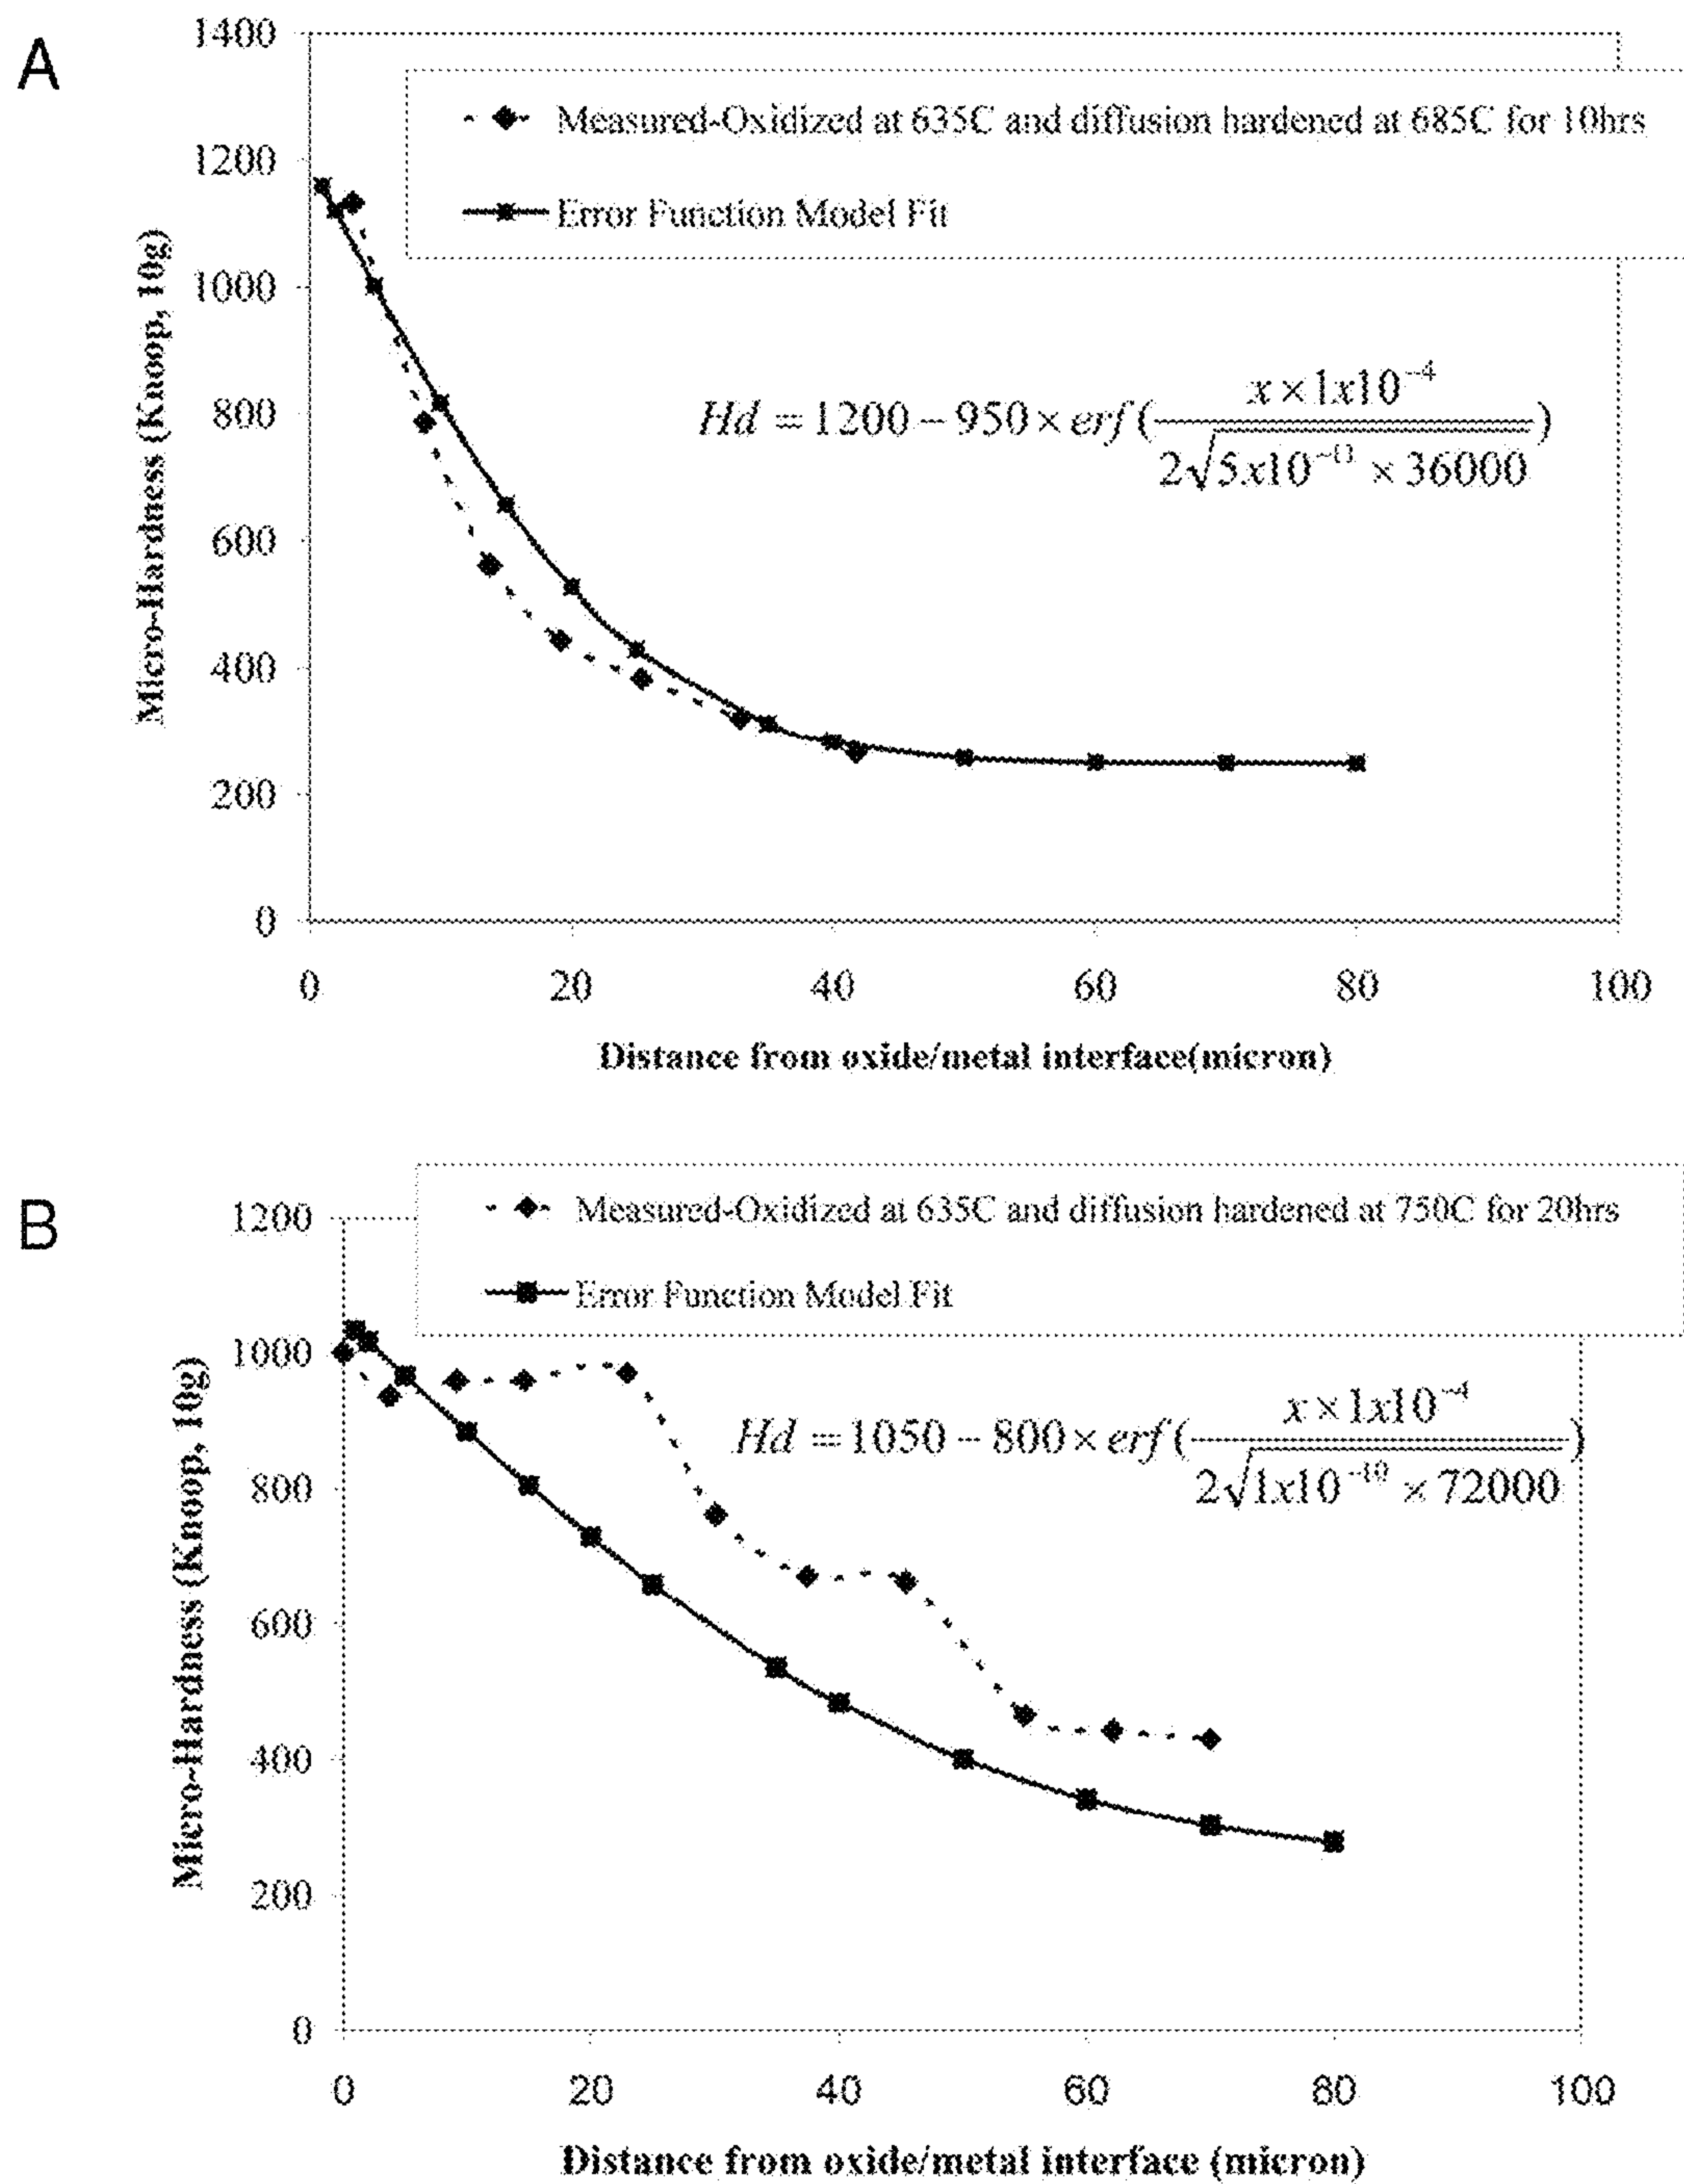 A
1400
1200
1000
800
600
400
200
0
Micro-Hardness (Knoop, 10g)
Measured-Oxidized at 635C and diffusion hardened at 685C for 10hrs
Error Function Model Fit
Hd = 1200 - 950 × erf ( x × 1x10^-4 / 2√5x10^-11 × 36000 )
0 20 40 60 80 100
Distance from oxide/metal interface(micron)
B
1200
1000
800
600
400
200
0
Micro-Hardness (Knoop, 10g)
Measured-Oxidized at 635C and diffusion hardened at 750C for 20hrs
Error Function Model Fit
Hd = 1050 - 800 × erf ( x × 1x10^-4 / 2√1x10^-10 × 72000 )
0 20 40 60 80 100
Distance from oxide/metal interface (micron)